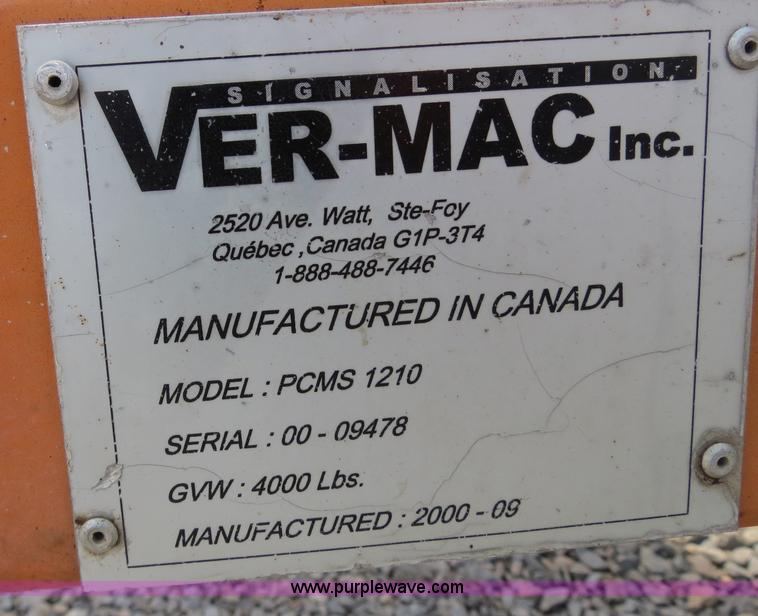 SIGNALISATION
VER-MAC Inc.
2520 Ave. Watt, Ste-Foy
Québec ,Canada G1P-3T4
1-888-488-7446
MANUFACTURED IN CANADA
MODEL : PCMS 1210
SERIAL : 00 - 09478
GVW : 4000 Lbs.
MANUFACTURED : 2000 - 09
www.purplewave.com